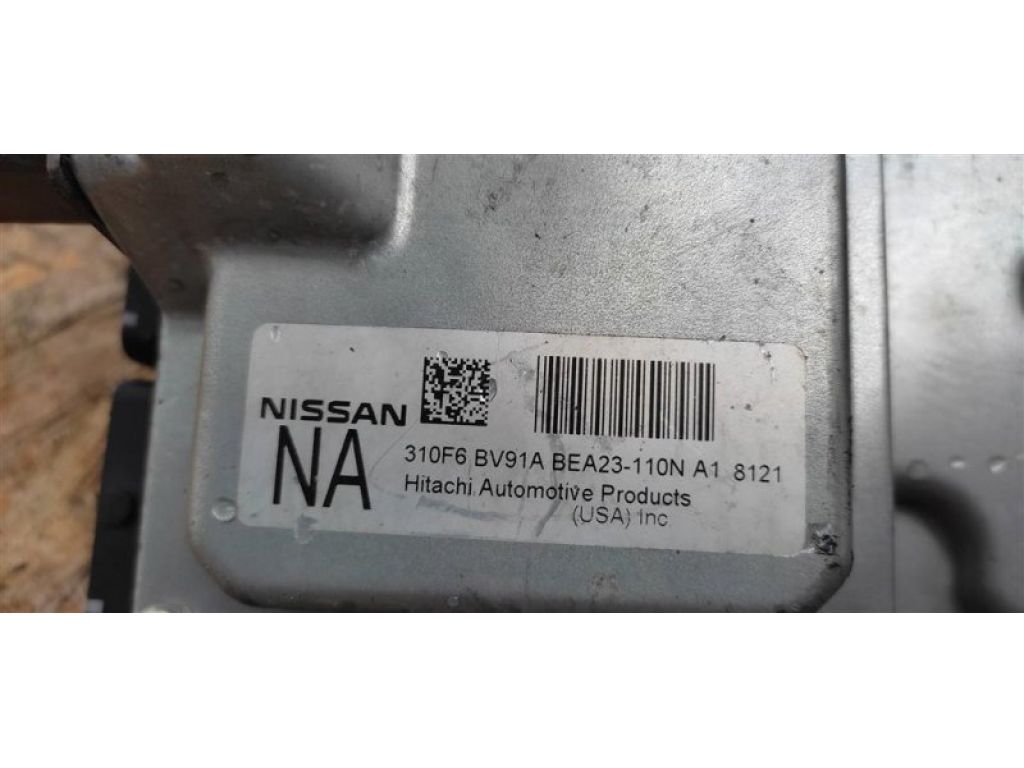 NISSAN
NA
310F6 BV91A BEA23-110N A1 8121
Hitachi Automotive Products
(USA) Inc